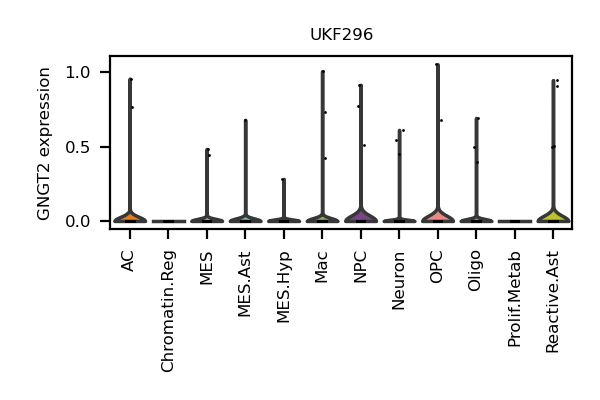 UKF296
GNGT2 expression
1.0
0.5
0.0
AC
Chromatin.Reg
MES
MES.Ast
MES.Hyp
Mac
NPC
Neuron
OPC
Oligo
Prolif.Metab
Reactive.Ast